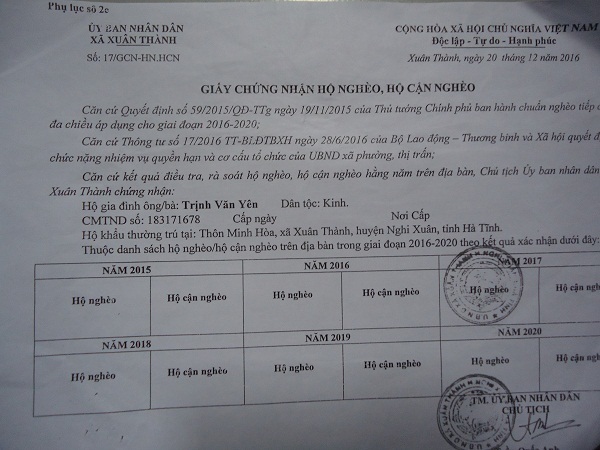 Phụ lục số 2c
ỦY BAN NHÂN DÂN
XÃ XUÂN THÀNH
Số: 17/GCN-HN.HCN
CỘNG HÒA XÃ HỘI CHỦ NGHĨA VIỆT NAM
Độc lập - Tự do - Hạnh phúc
Xuân Thành, ngày 20 tháng 12 năm 2016
GIẤY CHỨNG NHẬN HỘ NGHÈO, HỘ CẬN NGHÈO
Căn cứ Quyết định số 59/2015/QĐ-TTg ngày 19/11/2015 của Thủ tướng Chính phủ ban hành chuẩn nghèo tiếp
đa chiều áp dụng cho giai đoạn 2016-2020;
Căn cứ Thông tư số 17/2016 TT-BLĐTBXH ngày 28/6/2016 của Bộ Lao động – Thương binh và Xã hội quyết
chức nặng nhiệm vụ quyền hạn và cơ cấu tổ chức của UBND xã phường, thị trấn;
Căn cứ kết quả điều tra, rà soát hộ nghèo, hộ cận nghèo hằng năm trên địa bàn, Chủ tịch Ủy ban nhân dân
Xuân Thành chứng nhận:
Hộ gia đình ông/bà: Trịnh Văn Yên Dân tộc: Kinh.
CMTND số: 183171678 Cấp ngày Nơi Cấp
Hộ khẩu thường trú tại: Thôn Minh Hòa, xã Xuân Thành, huyện Nghi Xuân, tỉnh Hà Tĩnh.
Thuộc danh sách hộ nghèo/hộ cận nghèo trên địa bàn trong giai đoạn 2016-2020 theo kết quả xác nhận dưới đây:
NĂM 2015 NĂM 2016 NĂM 2017
Hộ nghèo Hộ cận nghèo Hộ nghèo Hộ cận nghèo Hộ nghèo Hộ cận
NĂM 2018 NĂM 2019 NĂM 2020
Hộ nghèo Hộ cận nghèo Hộ nghèo Hộ cận nghèo Hộ nghèo Hộ cận
TM. ỦY BAN NHÂN DÂN
CHỦ TỊCH